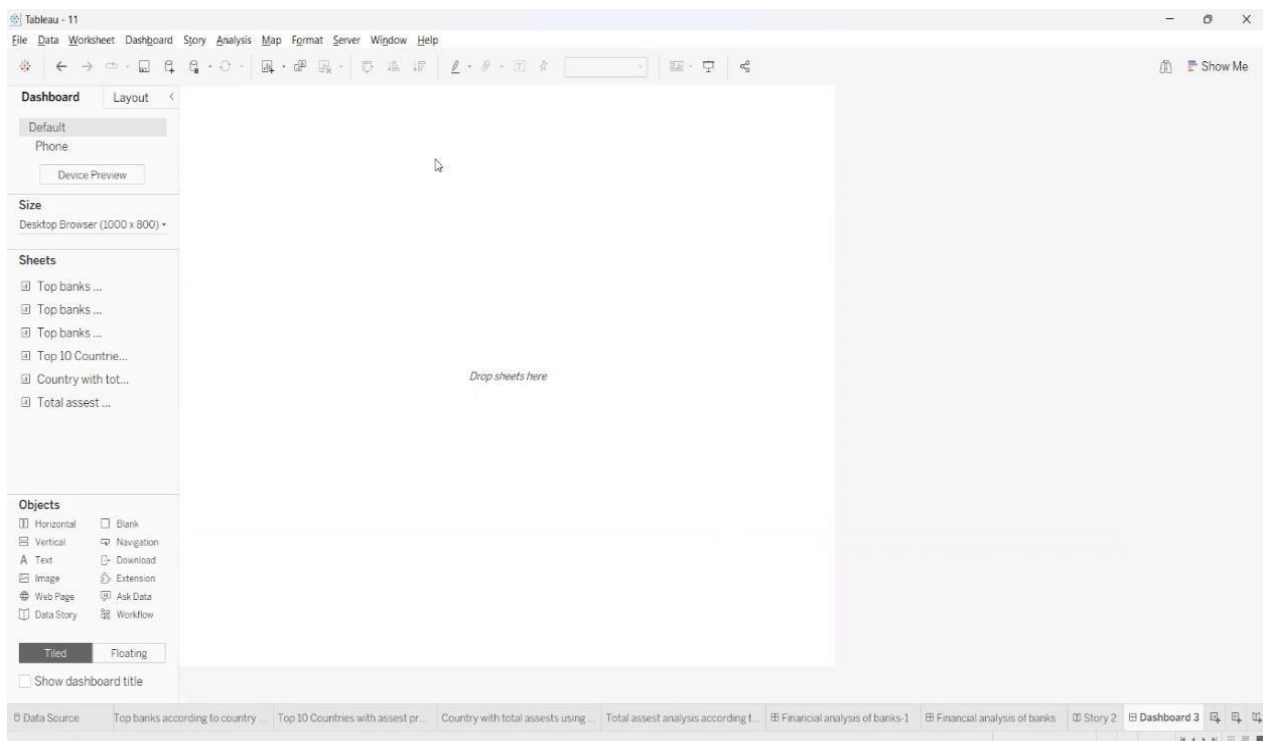 Tableau - 11
File Data Worksheet Dashboard Story Analysis Map Format Server Window Help
Show Me
Dashboard Layout
Default
Phone
Device Preview
Size
Desktop Browser (1000 x 800)
Sheets
Top banks ...
Top banks ...
Top banks ...
Top 10 Countrie...
Country with tot...
Total assest ...
Drop sheets here
Objects
Horizontal Blank
Vertical Navigation
A Text Download
Image Extension
Web Page Ask Data
Data Story Workflow
Tiled Floating
Show dashboard title
Data Source Top banks according to country ... Top 10 Countries with assest pr... Country with total assests using ... Total assest analysis according t... Financial analysis of banks-1 Financial analysis of banks Story 2 Dashboard 3